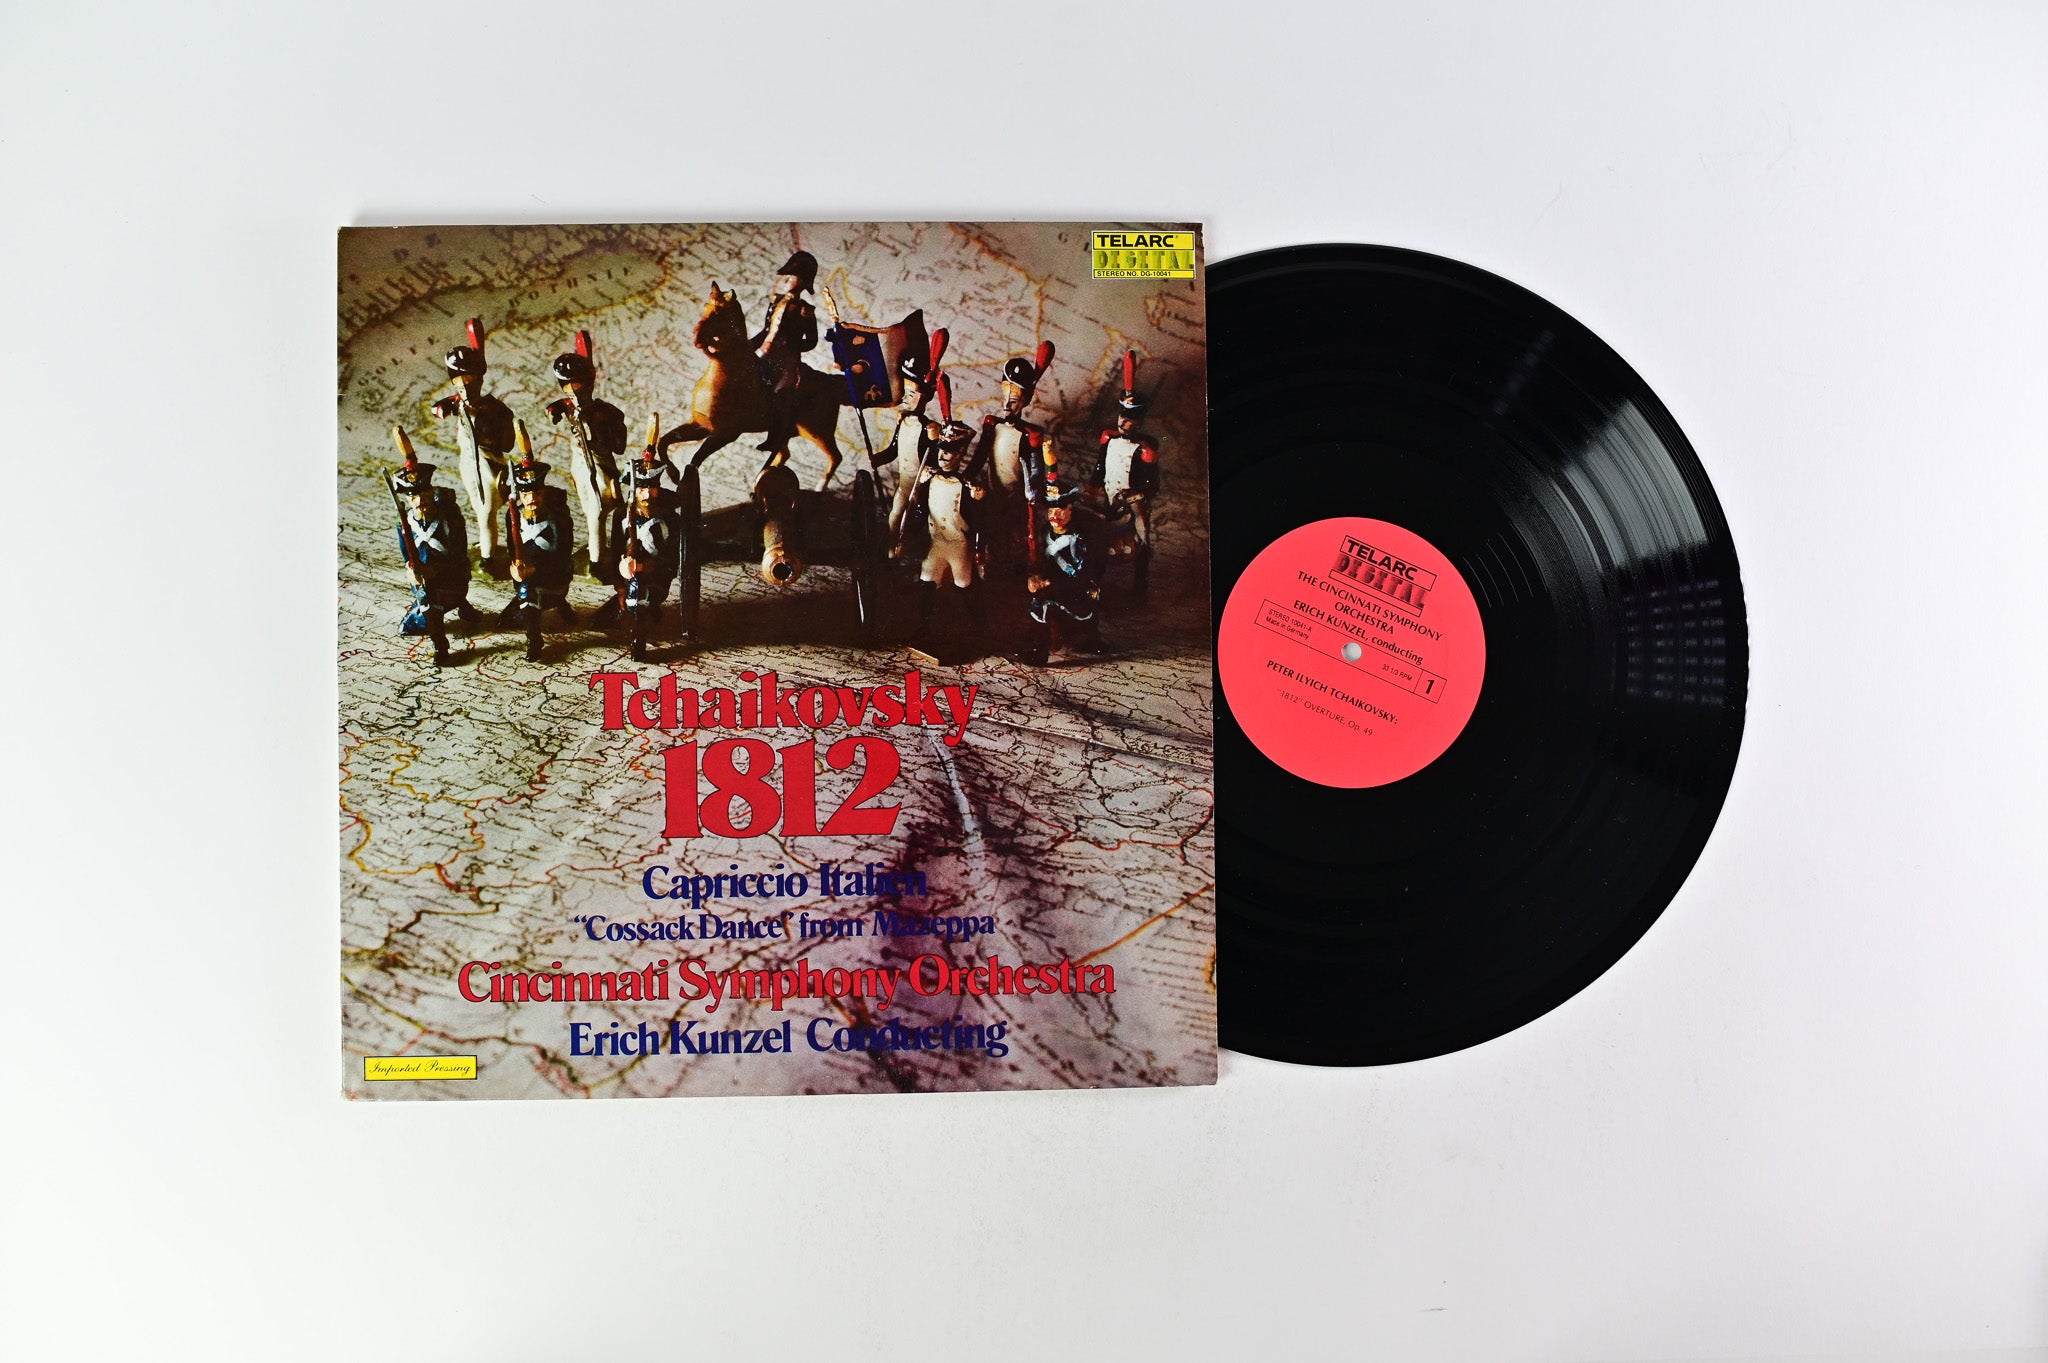 TELARC
DIGITAL
STEREO NO. DG-10041
Tchaikovsky
1812
Capriccio Italien
"Cossack Dance" from Mazeppa
Cincinnati Symphony Orchestra
Erich Kunzel Conducting
Imported Pressing
TELARC
DIGITAL
THE CINCINNATI SYMPHONY
ORCHESTRA
ERICH KUNZEL, conducting
STEREO 10041-A
Made in Germany
33 1/3 RPM
1
PETER ILYICH TCHAIKOVSKY:
"1812" OVERTURE, Op. 49